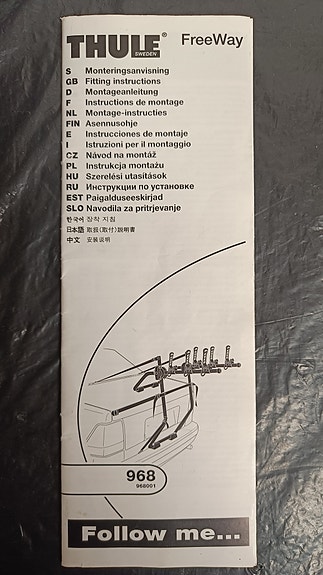 THULE® FreeWay
SWEDEN
S Monteringsanvisning
GB Fitting instructions
D Montageanleitung
F Instructions de montage
NL Montage-instructies
FIN Asennusohje
E Instrucciones de montaje
I Istruzioni per il montaggio
CZ Návod na montáž
PL Instrukcja montażu
HU Szerelési utasítások
RU Инструкции по установке
EST Paigalduseeskirjad
SLO Navodila za pritrjevanje
한국어 장착 지침
日本語 取扱(取付)説明書
中文 安装说明
968
968001
Follow me...